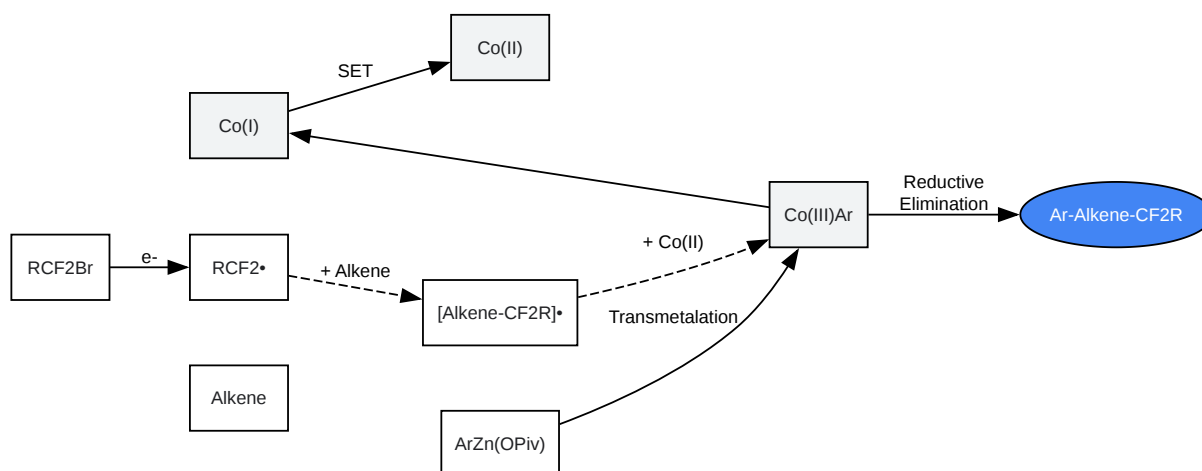 Co(II)
SET
Co(I)
Reductive
Elimination
Co(III)Ar
Ar-Alkene-CF2R
+ Co(II)
e-
RCF2Br
RCF2•
+ Alkene
[Alkene-CF2R]•
Transmetalation
Alkene
ArZn(OPiv)